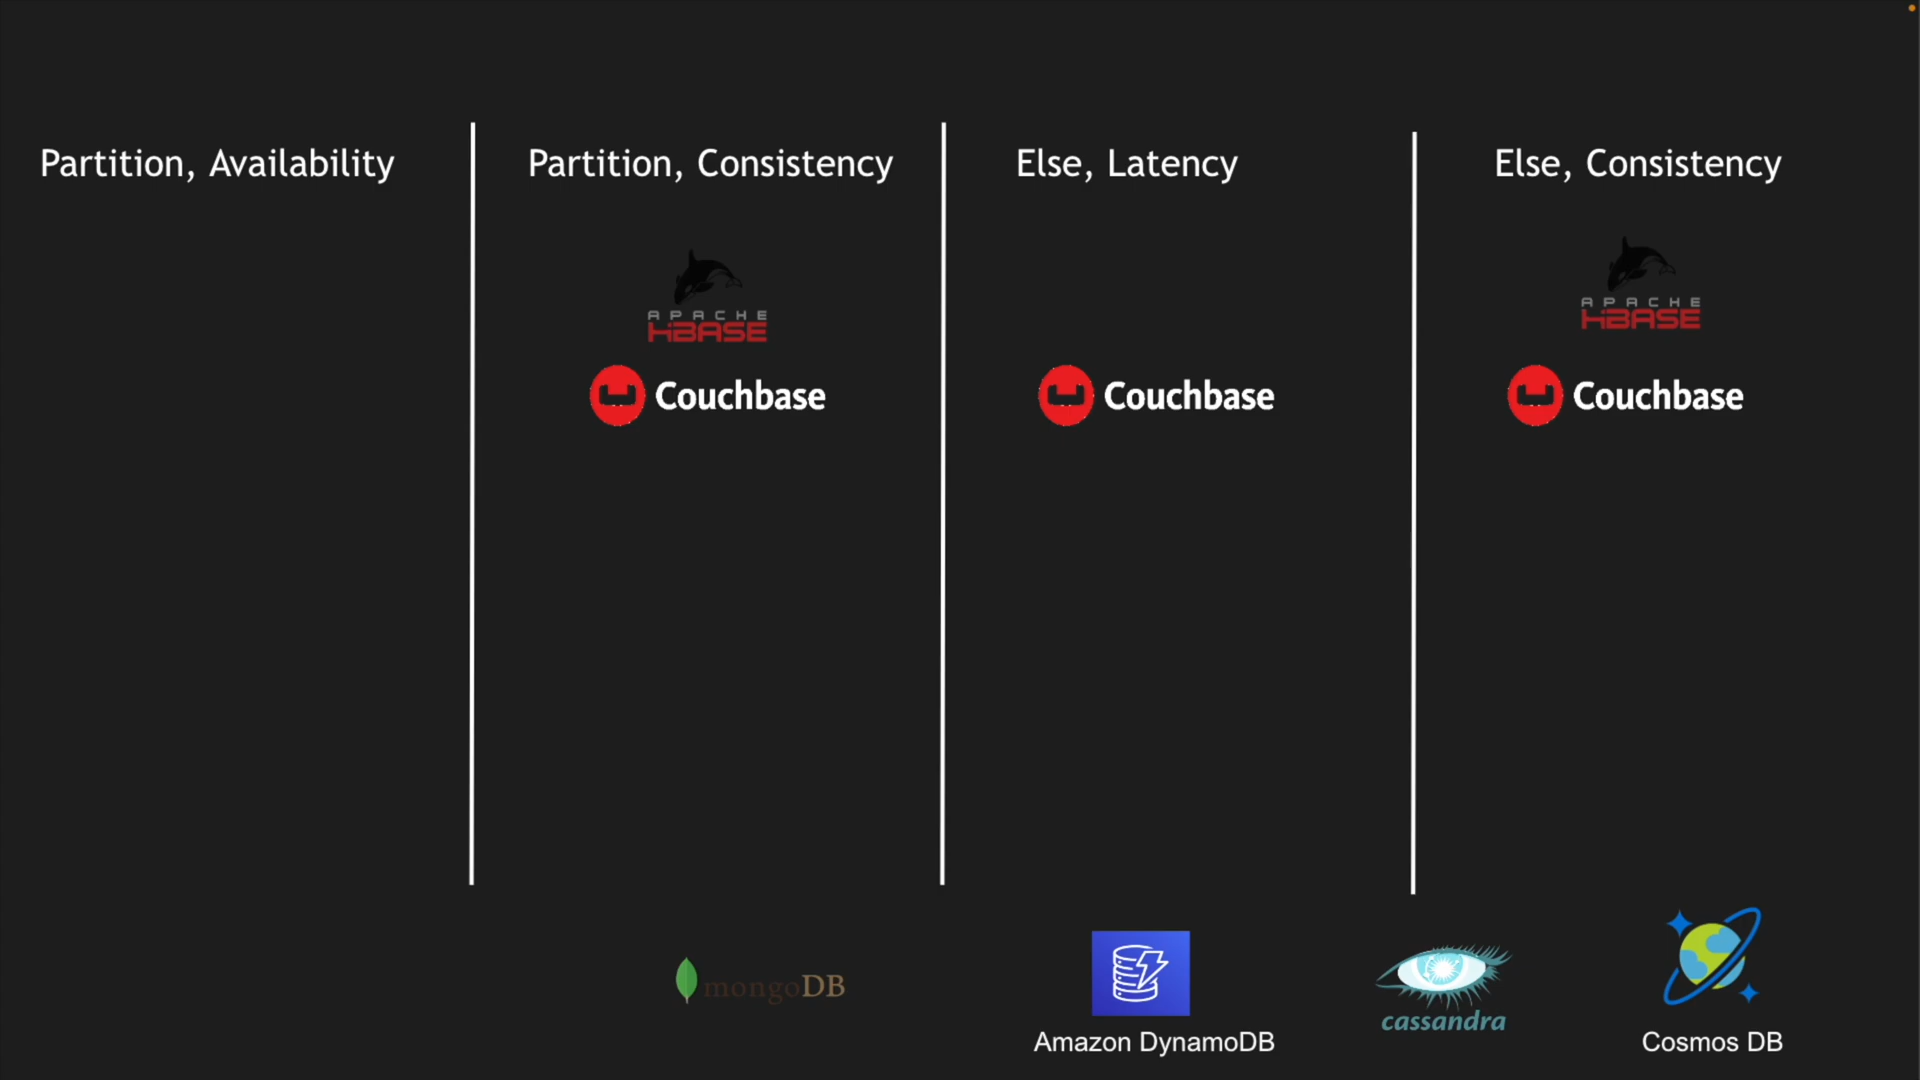 Partition, Availability
Partition, Consistency
Else, Latency
Else, Consistency
APACHE
HBASE
APACHE
HBASE
Couchbase
Couchbase
Couchbase
mongoDB
Amazon DynamoDB
cassandra
Cosmos DB